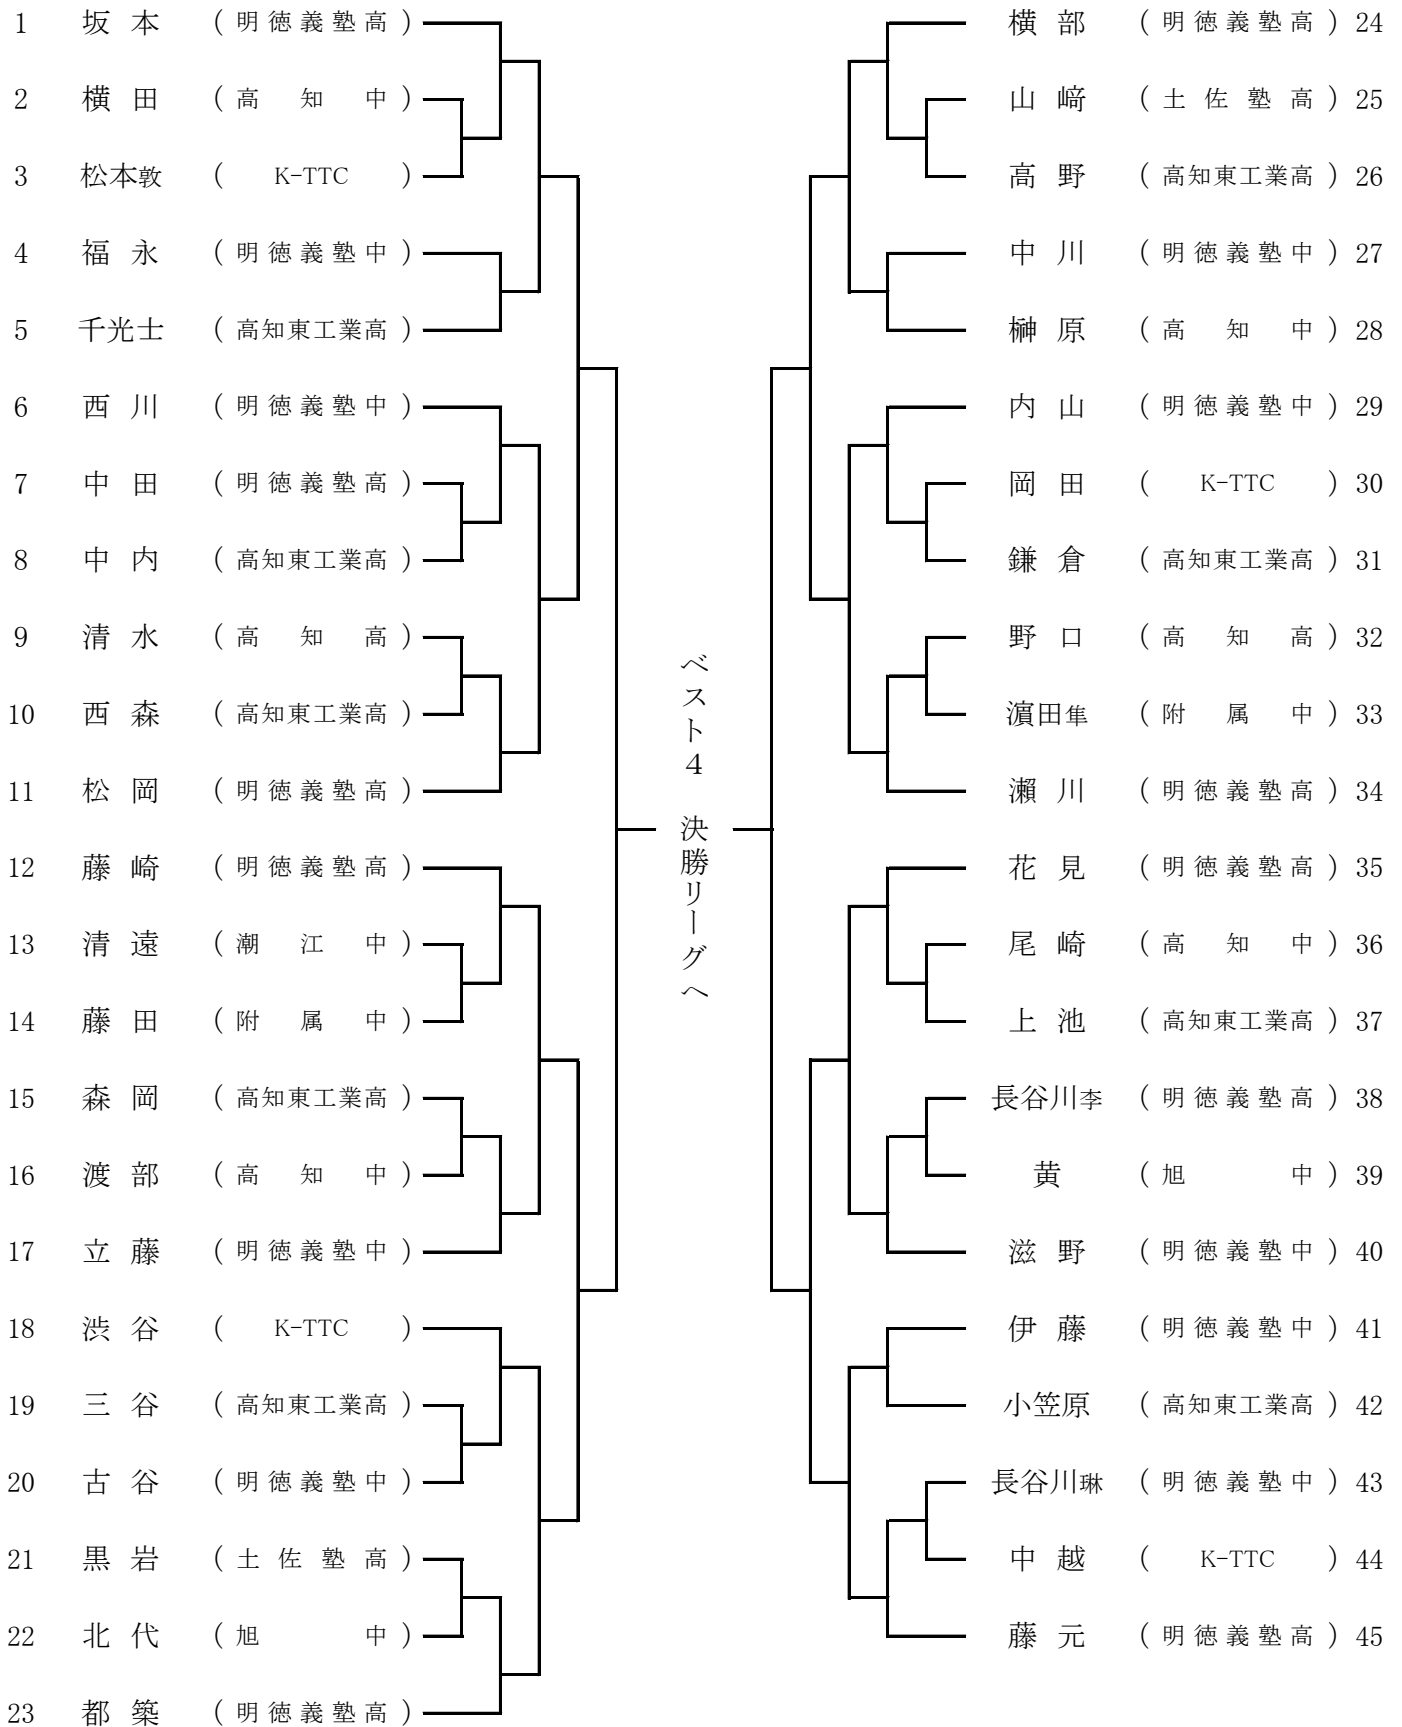 1 坂本 (明徳義塾高)
2 横田 (高知中)
3 松本敦 (K-TTC)
4 福永 (明徳義塾中)
5 千光士 (高知東工業高)
6 西川 (明徳義塾中)
7 中田 (明徳義塾高)
8 中内 (高知東工業高)
9 清水 (高知高)
10 西森 (高知東工業高)
11 松岡 (明徳義塾高)
12 藤崎 (明徳義塾高)
13 清遠 (潮江中)
14 藤田 (附属中)
15 森岡 (高知東工業高)
16 渡部 (高知中)
17 立藤 (明徳義塾中)
18 渋谷 (K-TTC)
19 三谷 (高知東工業高)
20 古谷 (明徳義塾中)
21 黒岩 (土佐塾高)
22 北代 (旭中)
23 都築 (明徳義塾高)
ベスト4 決勝リーグへ
横部 (明徳義塾高) 24
山﨑 (土佐塾高) 25
高野 (高知東工業高) 26
中川 (明徳義塾中) 27
榊原 (高知中) 28
内山 (明徳義塾中) 29
岡田 (K-TTC) 30
鎌倉 (高知東工業高) 31
野口 (高知高) 32
濵田隼 (附属中) 33
瀬川 (明徳義塾高) 34
花見 (明徳義塾高) 35
尾崎 (高知中) 36
上池 (高知東工業高) 37
長谷川李 (明徳義塾高) 38
黄 (旭中) 39
滋野 (明徳義塾中) 40
伊藤 (明徳義塾中) 41
小笠原 (高知東工業高) 42
長谷川琳 (明徳義塾中) 43
中越 (K-TTC) 44
藤元 (明徳義塾高) 45